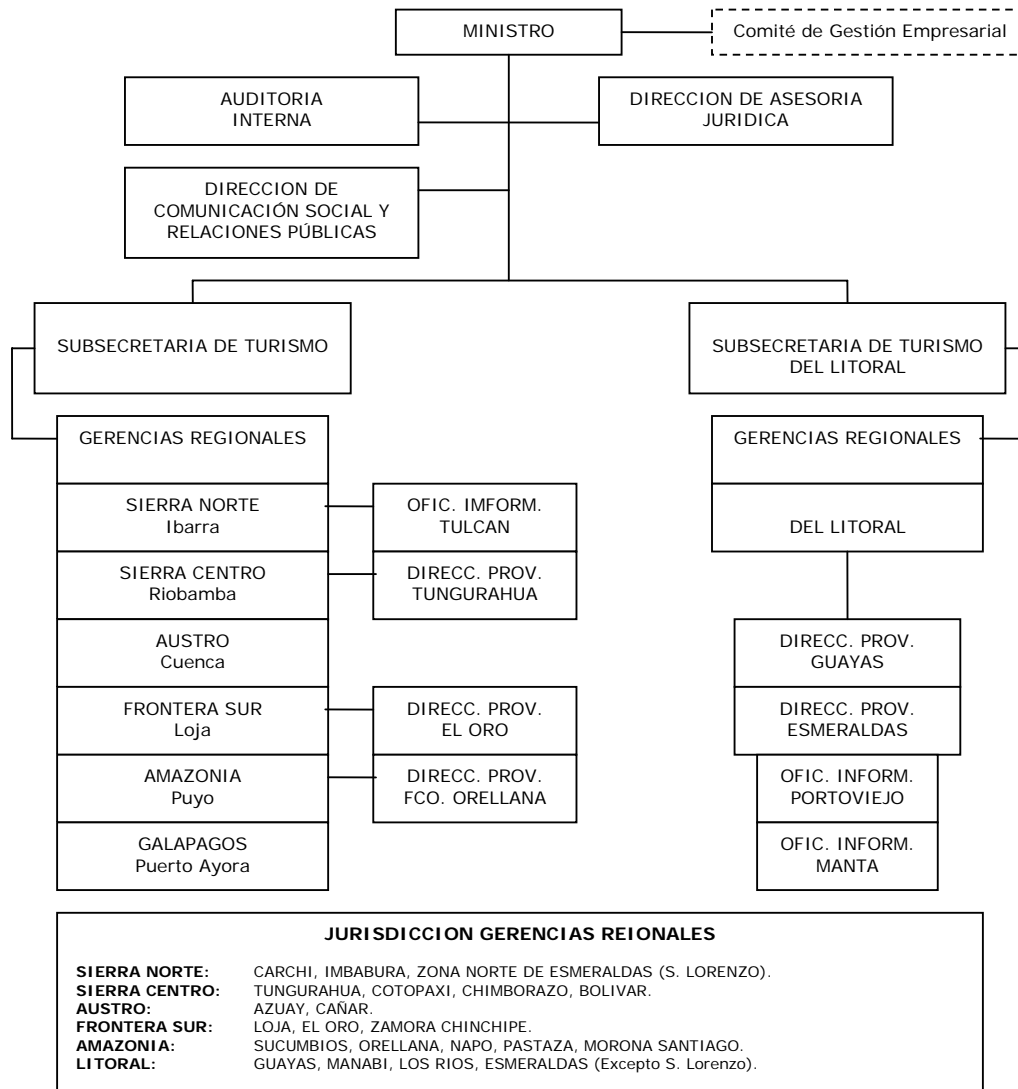 MINISTRO
Comité de Gestión Empresarial
AUDITORIA
INTERNA
DIRECCION DE ASESORIA
JURIDICA
DIRECCION DE
COMUNICACIÓN SOCIAL Y
RELACIONES PÚBLICAS
SUBSECRETARIA DE TURISMO
SUBSECRETARIA DE TURISMO
DEL LITORAL
GERENCIAS REGIONALES
SIERRA NORTE
Ibarra
OFIC. IMFORM.
TULCAN
SIERRA CENTRO
Riobamba
DIRECC. PROV.
TUNGURAHUA
AUSTRO
Cuenca
FRONTERA SUR
Loja
DIRECC. PROV.
EL ORO
AMAZONIA
Puyo
DIRECC. PROV.
FCO. ORELLANA
GALAPAGOS
Puerto Ayora
GERENCIAS REGIONALES
DEL LITORAL
DIRECC. PROV.
GUAYAS
DIRECC. PROV.
ESMERALDAS
OFIC. INFORM.
PORTOVIEJO
OFIC. INFORM.
MANTA
JURISDICCION GERENCIAS REIONALES
SIERRA NORTE: CARCHI, IMBABURA, ZONA NORTE DE ESMERALDAS (S. LORENZO).
SIERRA CENTRO: TUNGURAHUA, COTOPAXI, CHIMBORAZO, BOLIVAR.
AUSTRO: AZUAY, CAÑAR.
FRONTERA SUR: LOJA, EL ORO, ZAMORA CHINCHIPE.
AMAZONIA: SUCUMBIOS, ORELLANA, NAPO, PASTAZA, MORONA SANTIAGO.
LITORAL: GUAYAS, MANABI, LOS RIOS, ESMERALDAS (Excepto S. Lorenzo).